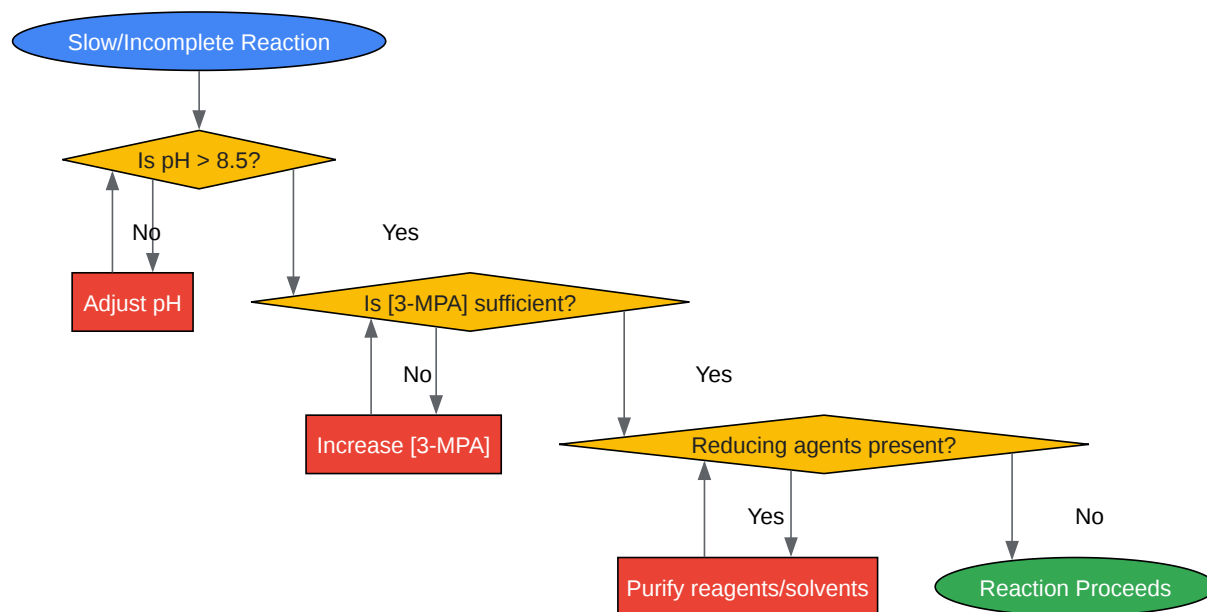 Slow/Incomplete Reaction
Is pH > 8.5?
No
Yes
Adjust pH
Is [3-MPA] sufficient?
No
Yes
Increase [3-MPA]
Reducing agents present?
Yes
No
Purify reagents/solvents
Reaction Proceeds